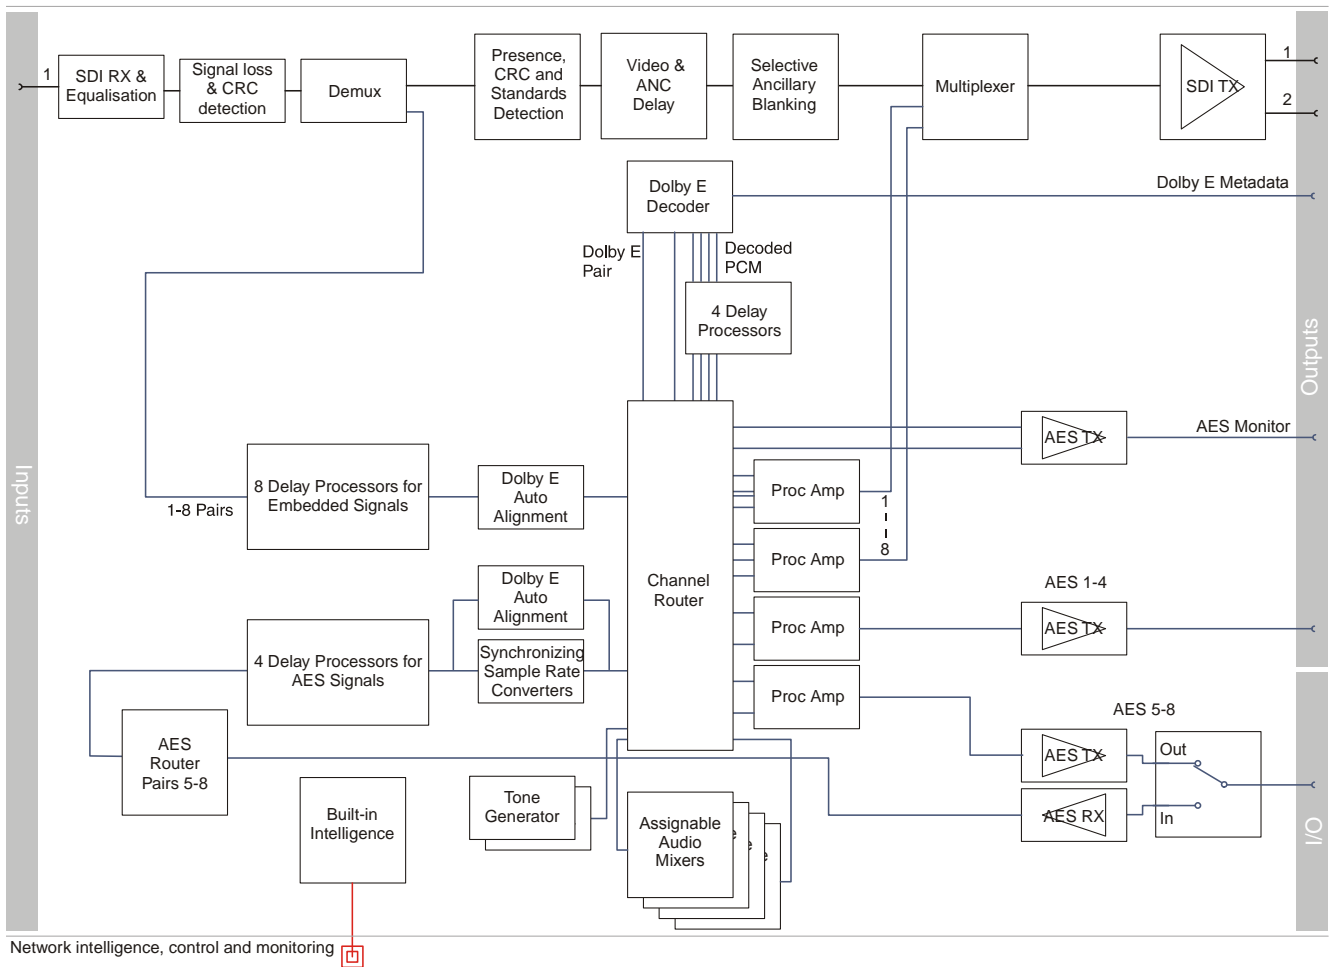 1
SDI RX &
Equalisation
Signal loss
& CRC
detection
Demux
Presence,
CRC and
Standards
Detection
Video &
ANC
Delay
Selective
Ancillary
Blanking
Multiplexer
SDI TX
1
2
Dolby E
Decoder
Dolby E Metadata
Dolby E
Pair
Decoded
PCM
4 Delay
Processors
Outputs
Inputs
AES TX
AES Monitor
8 Delay Processors for
Embedded Signals
1-8 Pairs
Dolby E
Auto
Alignment
Proc Amp
1
8
Proc Amp
Channel
Router
Dolby E
Auto
Alignment
AES 1-4
Proc Amp
AES TX
4 Delay Processors for
AES Signals
Synchronizing
Sample Rate
Converters
Proc Amp
AES 5-8
AES
Router
Pairs 5-8
AES TX
Out
AES RX
In
I/O
Built-in
Intelligence
Tone
Generator
Assignable
Audio
Mixers
e
e
e
Network intelligence, control and monitoring